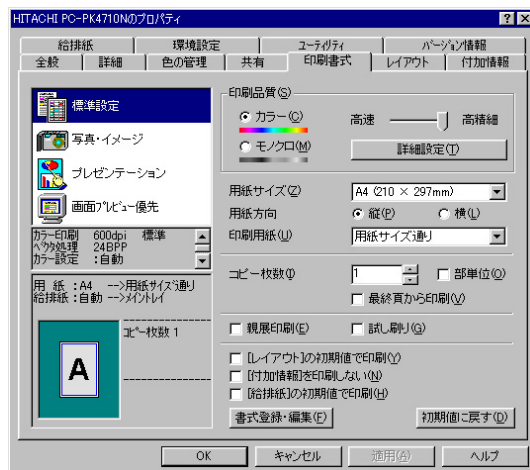 HITACHI PC-PK4710Nのプロパティ
給排紙 環境設定 ユーティリティ バージョン情報
全般 詳細 色の管理 共有 印刷書式 レイアウト 付加情報
標準設定
写真・イメージ
プレゼンテーション
画面プレビュー優先
カラー印刷 600dpi 標準
ベクタ処理 24BPP
カラー設定 :自動
用 紙 :A4 -->用紙サイズ通り
給排紙:自動 -->メイントレイ
コピー枚数 1
A
印刷品質(S)
カラー(C)
モノクロ(M)
高速 高精細
詳細設定(T)
用紙サイズ(Z) A4 (210 × 297mm)
用紙方向 縦(P) 横(L)
印刷用紙(U) 用紙サイズ通り
コピー枚数(I) 1 部単位(O)
最終頁から印刷(V)
親展印刷(E) 試し刷り(G)
[レイアウト]の初期値で印刷(Y)
[付加情報]を印刷しない(N)
[給排紙]の初期値で印刷(H)
書式登録・編集(F) 初期値に戻す(D)
OK キャンセル 適用(A) ヘルプ